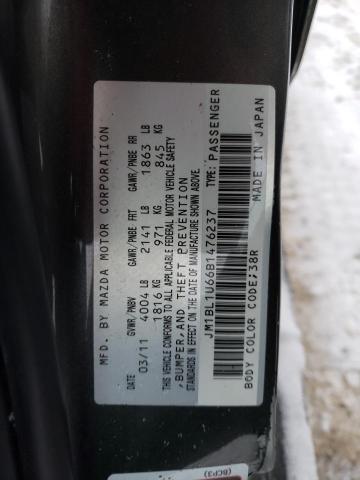 MFD. BY MAZDA MOTOR CORPORATION
DATE GVWR/PNBV GAWR/PNBE FRT GAWR/PNBE RR
03/11 4004 LB 2141 LB 1863 LB
1816 KG 971 KG 845 KG
THIS VEHICLE CONFORMS TO ALL APPLICABLE FEDERAL MOTOR VEHICLE SAFETY
,BUMPER,AND THEFT PREVENTION
STANDARDS IN EFFECT ON THE DATE OF MANUFACTURE SHOWN ABOVE.
JM1BL1U66B1476237 TYPE: PASSENGER
BODY COLOR CODE:38R MADE IN JAPAN
(BCP3)